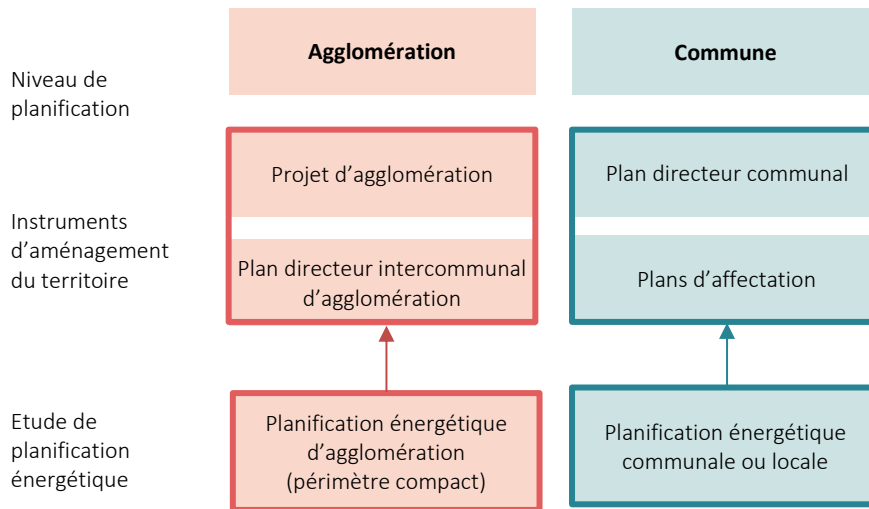 Agglomération
Commune
Niveau de
planification
Projet d’agglomération
Plan directeur communal
Instruments
d’aménagement
du territoire
Plan directeur intercommunal
d’agglomération
Plans d’affectation
Etude de
planification
énergétique
Planification énergétique
d’agglomération
(périmètre compact)
Planification énergétique
communale ou locale